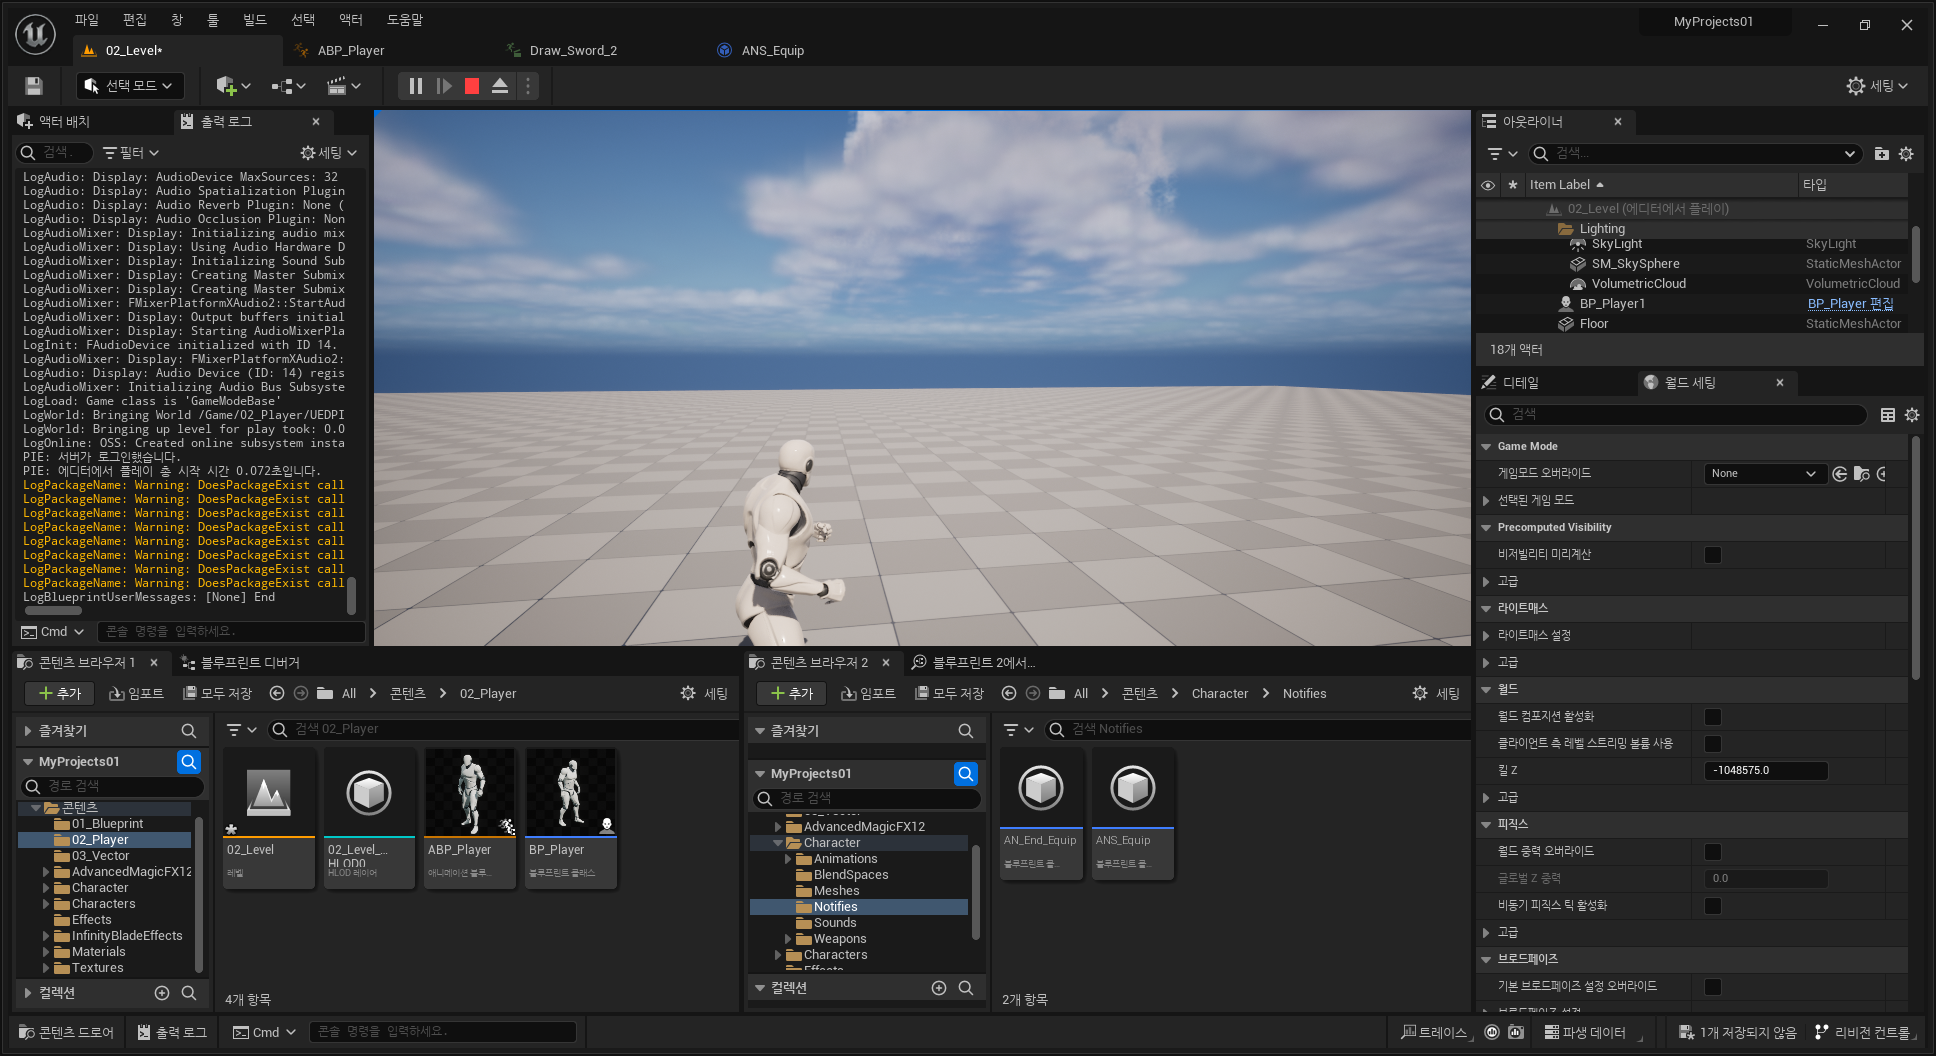 파일 편집 창 툴 빌드 선택 액터 도움말
MyProjects01
02_Level*
ABP_Player
Draw_Sword_2
ANS_Equip
선택 모드
세팅
액터 배치
출력 로그
검색.
필터
세팅
LogAudio: Display: AudioDevice MaxSources: 32
LogAudio: Display: Audio Spatialization Plugin
LogAudio: Display: Audio Reverb Plugin: None (
LogAudio: Display: Audio Occlusion Plugin: Non
LogAudioMixer: Display: Initializing audio mix
LogAudioMixer: Display: Using Audio Hardware D
LogAudioMixer: Display: Initializing Sound Sub
LogAudioMixer: Display: Creating Master Submix
LogAudioMixer: Display: Creating Master Submix
LogAudioMixer: FMixerPlatformXAudio2::StartAud
LogAudioMixer: Display: Output buffers initial
LogAudioMixer: Display: Starting AudioMixerPla
LogInit: FAudioDevice initialized with ID 14.
LogAudioMixer: Display: FMixerPlatformXAudio2:
LogAudio: Display: Audio Device (ID: 14) regis
LogAudioMixer: Initializing Audio Bus Subsyste
LogLoad: Game class is 'GameModeBase'
LogWorld: Bringing World /Game/02_Player/UEDPI
LogWorld: Bringing up level for play took: 0.0
LogOnline: OSS: Created online subsystem insta
PIE: 서버가 로그인했습니다.
PIE: 에디터에서 플레이 총 시작 시간 0.072초입니다.
LogPackageName: Warning: DoesPackageExist call
LogPackageName: Warning: DoesPackageExist call
LogPackageName: Warning: DoesPackageExist call
LogPackageName: Warning: DoesPackageExist call
LogPackageName: Warning: DoesPackageExist call
LogPackageName: Warning: DoesPackageExist call
LogPackageName: Warning: DoesPackageExist call
LogPackageName: Warning: DoesPackageExist call
LogBlueprintUserMessages: [None] End
Cmd
콘솔 명령을 입력하세요.
아웃라이너
검색...
Item Label
타입
02_Level (에디터에서 플레이)
Lighting
SkyLight SkyLight
SM_SkySphere StaticMeshActor
VolumetricCloud VolumetricCloud
BP_Player1 BP_Player 편집
Floor StaticMeshActor
18개 액터
디테일
월드 세팅
검색
Game Mode
게임모드 오버라이드 None
선택된 게임 모드
Precomputed Visibility
비저빌리티 미리계산
고급
라이트매스
라이트매스 설정
고급
월드
월드 컴포지션 활성화
클라이언트 측 레벨 스트리밍 볼륨 사용
킬 Z -1048575.0
고급
피직스
월드 중력 오버라이드
글로벌 Z 중력 0.0
비동기 피직스 틱 활성화
고급
브로드페이즈
기본 브로드페이즈 설정 오버라이드
브로드페이즈 설정
콘텐츠 브라우저 1
블루프린트 디버거
추가 임포트 모두 저장 All 콘텐츠 02_Player 세팅
즐겨찾기
검색 02_Player
MyProjects01
경로 검색
콘텐츠
01_Blueprint
02_Player
03_Vector
AdvancedMagicFX12
Character
Characters
Effects
InfinityBladeEffects
Materials
Textures
컬렉션
02_Level
레벨
02_Level_...
HLOD0
HLOD 레이어
ABP_Player
애니메이션 블루...
BP_Player
블루프린트 클래스
4개 항목
콘텐츠 브라우저 2
블루프린트 2에서...
추가 임포트 모두 저장 All 콘텐츠 Character Notifies 세팅
즐겨찾기
검색 Notifies
MyProjects01
경로 검색
03_Vector
AdvancedMagicFX12
Character
Animations
BlendSpaces
Meshes
Notifies
Sounds
Weapons
Characters
Effects
컬렉션
AN_End_Equip
블루프린트 클...
ANS_Equip
블루프린트 클...
2개 항목
콘텐츠 드로어
출력 로그
Cmd
콘솔 명령을 입력하세요.
트레이스
파생 데이터
1개 저장되지 않음
리비전 컨트롤